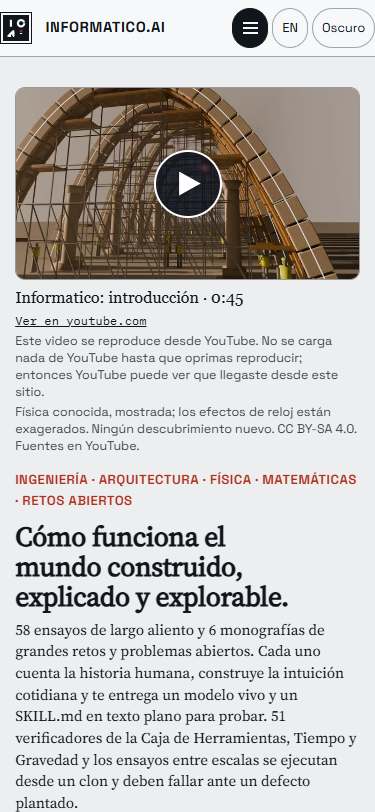 INFORMATICO.AI
EN
Oscuro
Informatico: introducción · 0:45
Ver en youtube.com
Este video se reproduce desde YouTube. No se carga
nada de YouTube hasta que oprimas reproducir;
entonces YouTube puede ver que llegaste desde este
sitio.
Física conocida, mostrada; los efectos de reloj están
exagerados. Ningún descubrimiento nuevo. CC BY-SA 4.0.
Fuentes en YouTube.
INGENIERÍA · ARQUITECTURA · FÍSICA · MATEMÁTICAS
· RETOS ABIERTOS
Cómo funciona el
mundo construido,
explicado y explorable.
58 ensayos de largo aliento y 6 monografías de
grandes retos y problemas abiertos. Cada uno
cuenta la historia humana, construye la intuición
cotidiana y te entrega un modelo vivo y un
SKILL.md en texto plano para probar. 51
verificadores de la Caja de Herramientas, Tiempo y
Gravedad y los ensayos entre escalas se ejecutan
desde un clon y deben fallar ante un defecto
plantado.